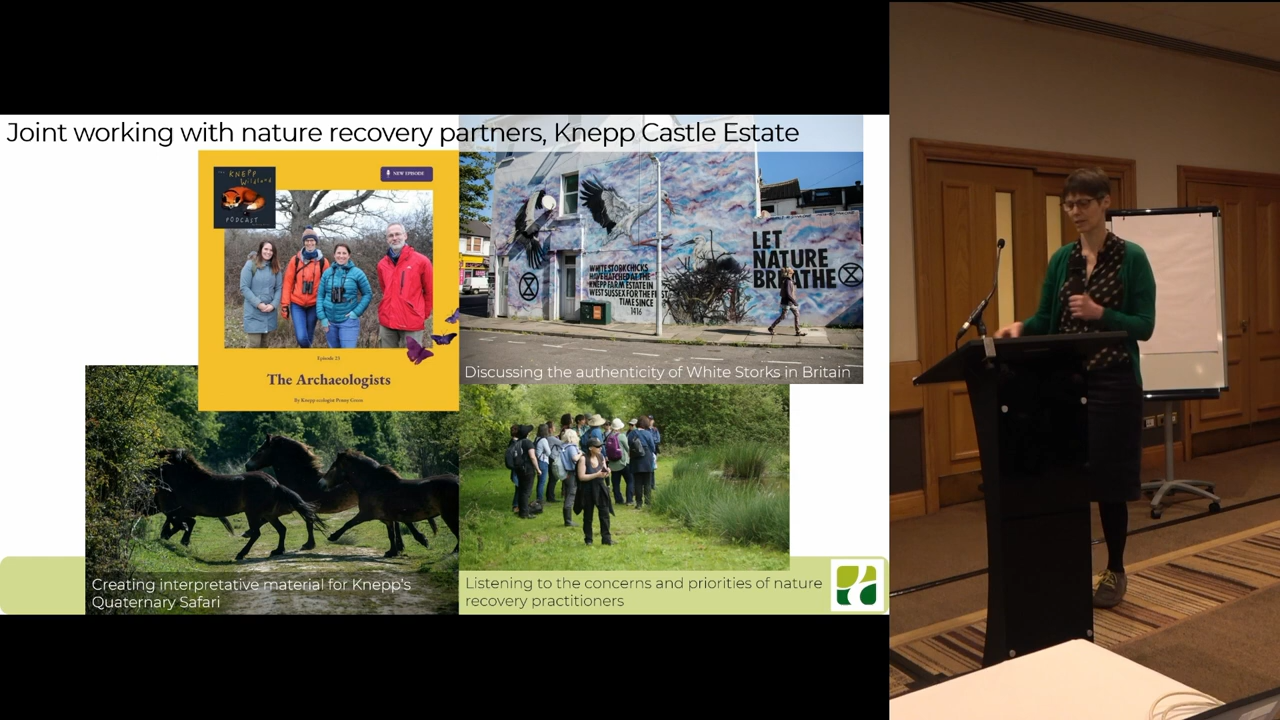 Joint working with nature recovery partners, Knepp Castle Estate
THE KNEPP
Wildland
PODCAST
NEW EPISODE
Episode 23
The Archaeologists
By Knepp ecologist Penny Green
WHITE STORK CHICKS
HAVE HATCHED AT THE
KNEPP FARM ESTATE IN
WEST SUSSEX FOR THE FIRST
TIME SINCE
1416
LET
NATURE
BREATHE
Discussing the authenticity of White Storks in Britain
Creating interpretative material for Knepp's
Quaternary Safari
Listening to the concerns and priorities of nature
recovery practitioners